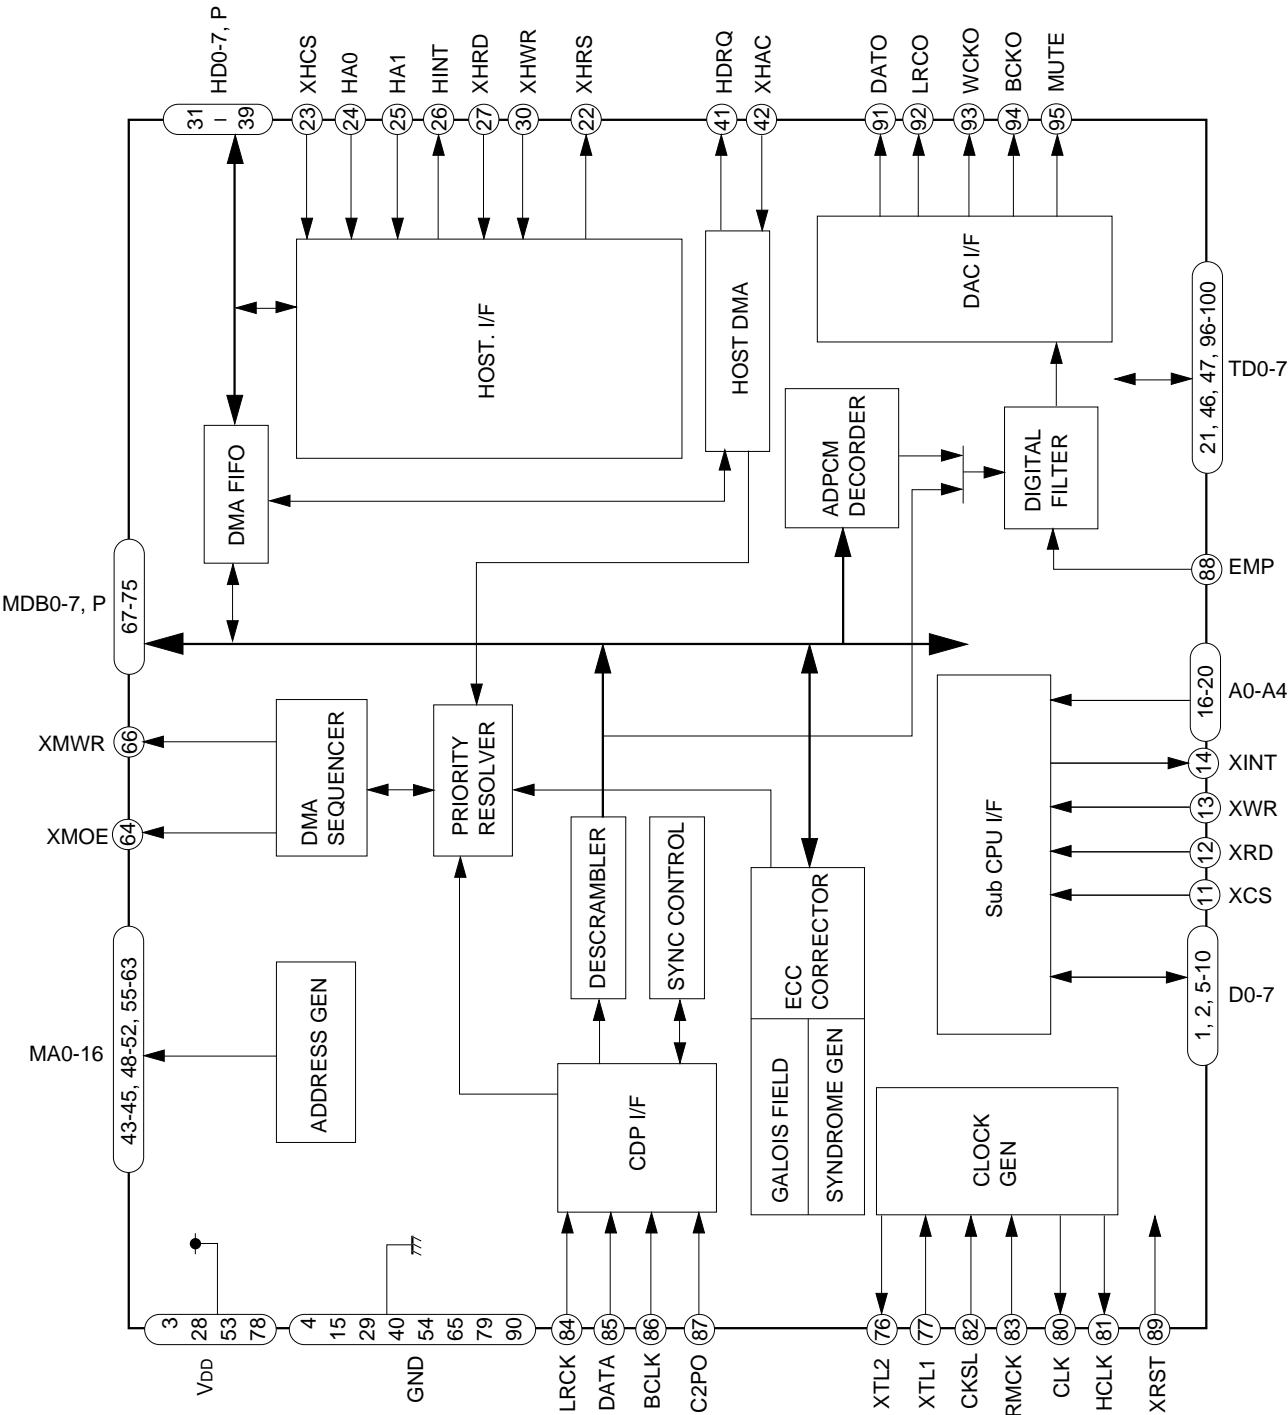 HD0-7, P
XHCS
HA0
HA1
HINT
XHRD
XHWR
XHRS
HDRQ
XHAC
DATO
LRCO
WCKO
BCKO
MUTE
31
I
39
23
24
25
26
27
30
22
41
42
91
92
93
94
95
HOST. I/F
HOST DMA
DAC I/F
DMA FIFO
ADPCM
DECORDER
DIGITAL
FILTER
21, 46, 47, 96-100
TD0-7
88
EMP
MDB0-7, P
67-75
XMWR
66
XMOE
64
DMA
SEQUENCER
PRIORITY
RESOLVER
DESCRAMBLER
SYNC CONTROL
ECC
CORRECTOR
GALOIS FIELD
SYNDROME GEN
Sub CPU I/F
16-20
A0-A4
14
XINT
13
XWR
12
XRD
11
XCS
1, 2, 5-10
D0-7
MA0-16
43-45, 48-52, 55-63
ADDRESS GEN
CDP I/F
CLOCK
GEN
3
28
53
78
4
15
29
40
54
65
79
90
84
85
86
87
76
77
82
83
80
81
89
VDD
GND
LRCK
DATA
BCLK
C2PO
XTL2
XTL1
CKSL
RMCK
CLK
HCLK
XRST